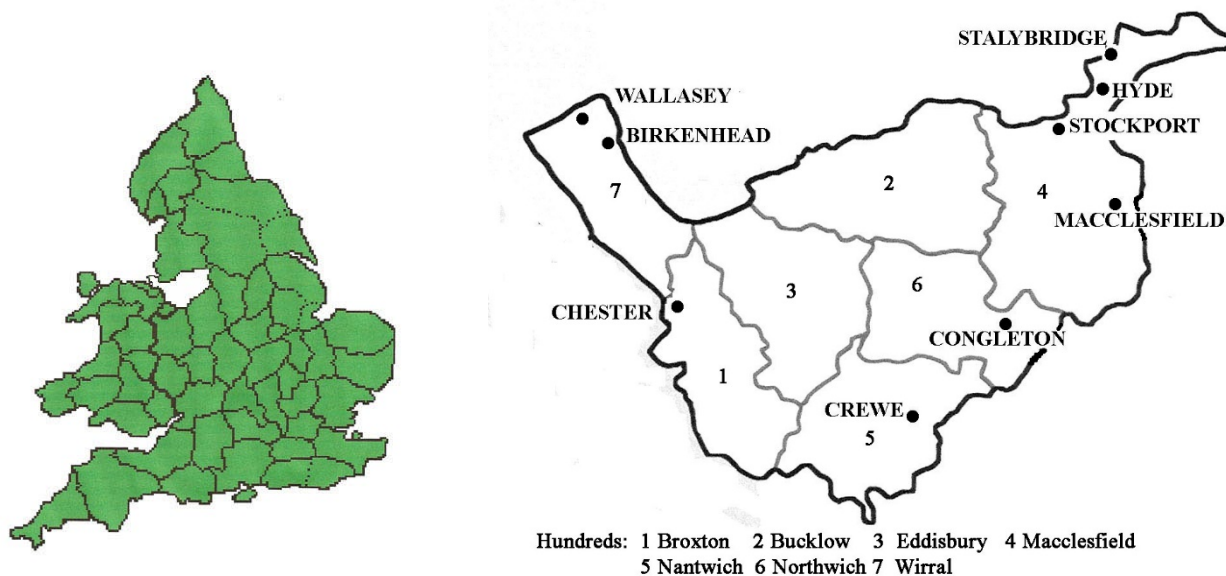 STALYBRIDGE
HYDE
WALLASEY
STOCKPORT
BIRKENHEAD
2
7
4
MACCLESFIELD
6
3
CHESTER
CONGLETON
1
CREWE
5
Hundreds: 1 Broxton 2 Bucklow 3 Eddisbury 4 Macclesfield
5 Nantwich 6 Northwich 7 Wirral